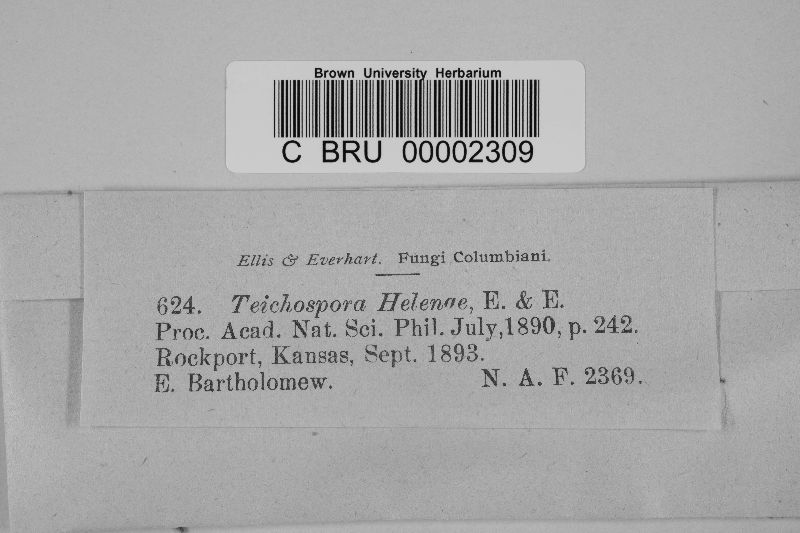 Brown University Herbarium
C BRU 00002309
Ellis & Everhart. Fungi Columbiani.
624. Teichospora Helenae, E. & E.
Proc. Acad. Nat. Sci. Phil. July, 1890, p. 242.
Rockport, Kansas, Sept. 1893.
E. Bartholomew. N. A. F. 2369.